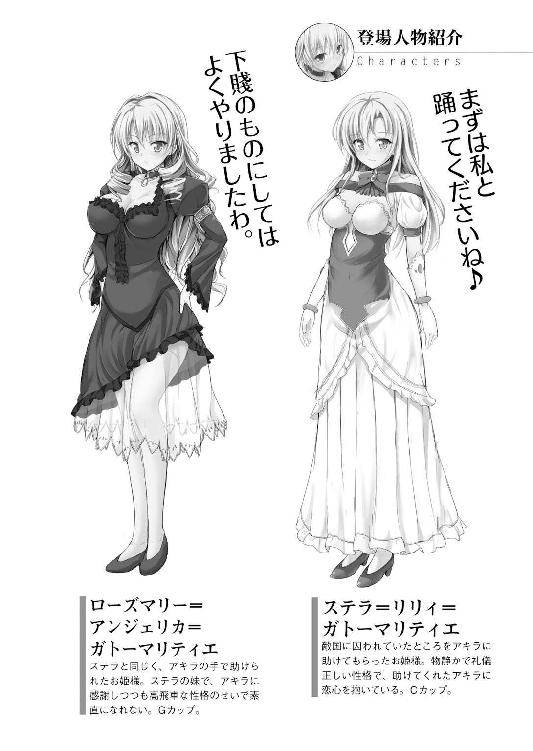 登場人物紹介
Characters
まずは私と
踊ってくださいね♪
下賤のものにしては
よくやりましたわ。
ステラ＝リリィ＝
ガトーマリティエ
敵国に囚われていたところをアキラに
助けてもらったお姫様。物静かで礼儀
正しい性格で、助けてくれたアキラに
恋心を抱いている。Cカップ。
ローズマリー＝
アンジェリカ＝
ガトーマリティエ
ステラと同じく、アキラの手で助けら
れたお姫様。ステラの妹で、アキラに
感謝しつつも高飛車な性格のせいで素
直になれない。Gカップ。